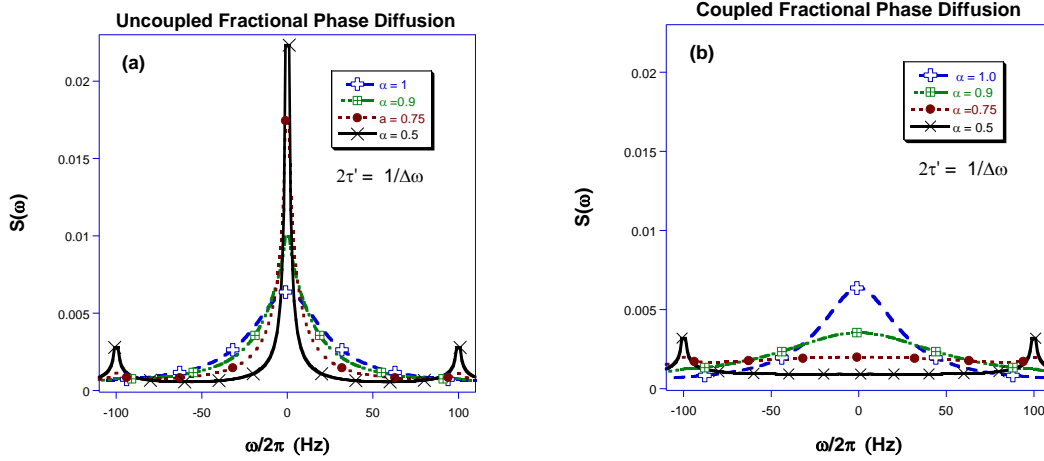 Uncoupled Fractional Phase Diffusion
(a)
α = 1
α =0.9
a = 0.75
α = 0.5
2τ' = 1/Δω
S(ω)
0.02
0.015
0.01
0.005
0
-100
-50
0
50
100
ω/2π (Hz)
Coupled Fractional Phase Diffusion
(b)
α = 1.0
α =0.9
α =0.75
α = 0.5
2τ' = 1/Δω
S(ω)
0.02
0.015
0.01
0.005
0
-100
-50
0
50
100
ω/2π (Hz)